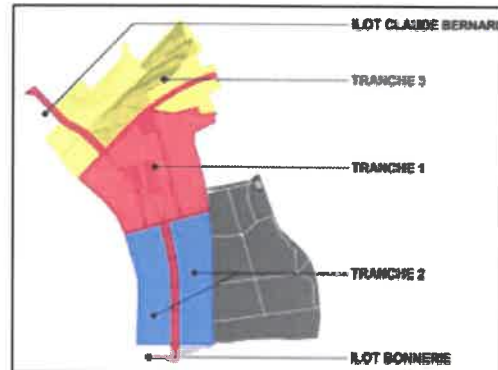 ILOT CLAUDE BERNARD
TRANCHE 3
TRANCHE 1
TRANCHE 2
ILOT BONNERIE